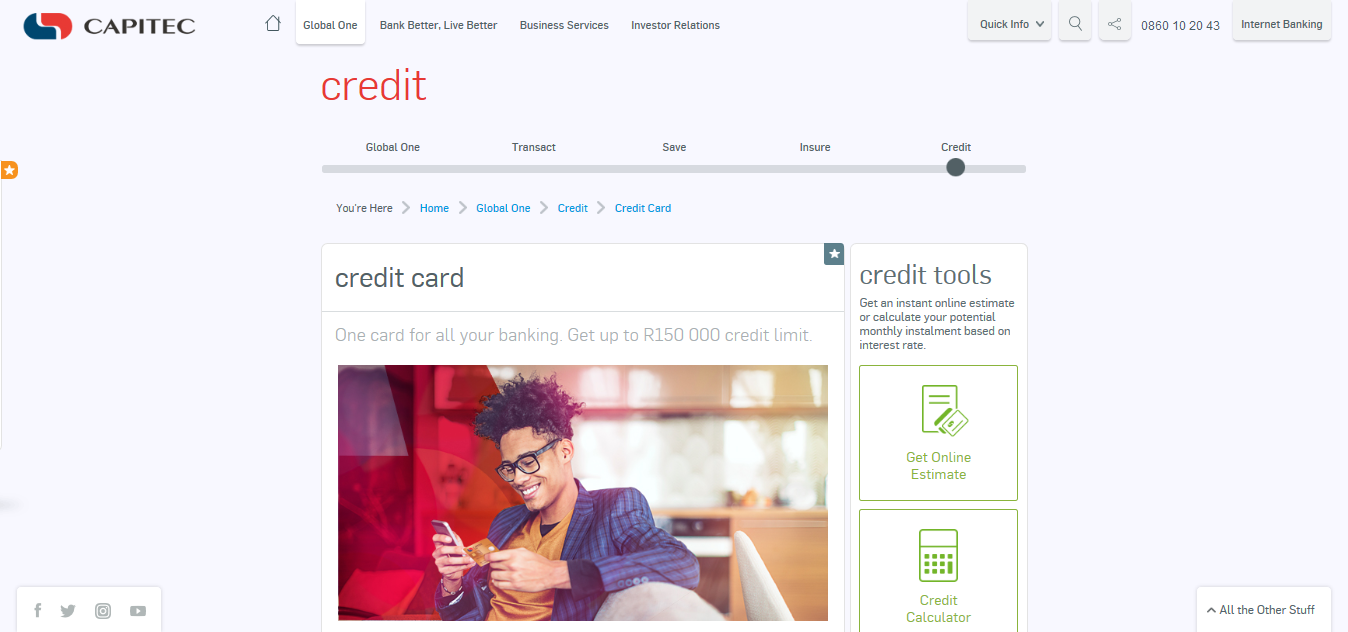 CAPITEC
Global One
Bank Better, Live Better
Business Services
Investor Relations
Quick Info
0860 10 20 43
Internet Banking
credit
Global One
Transact
Save
Insure
Credit
You're Here
Home
Global One
Credit
Credit Card
credit card
One card for all your banking. Get up to R150 000 credit limit.
credit tools
Get an instant online estimate
or calculate your potential
monthly instalment based on
interest rate.
Get Online
Estimate
Credit
Calculator
All the Other Stuff